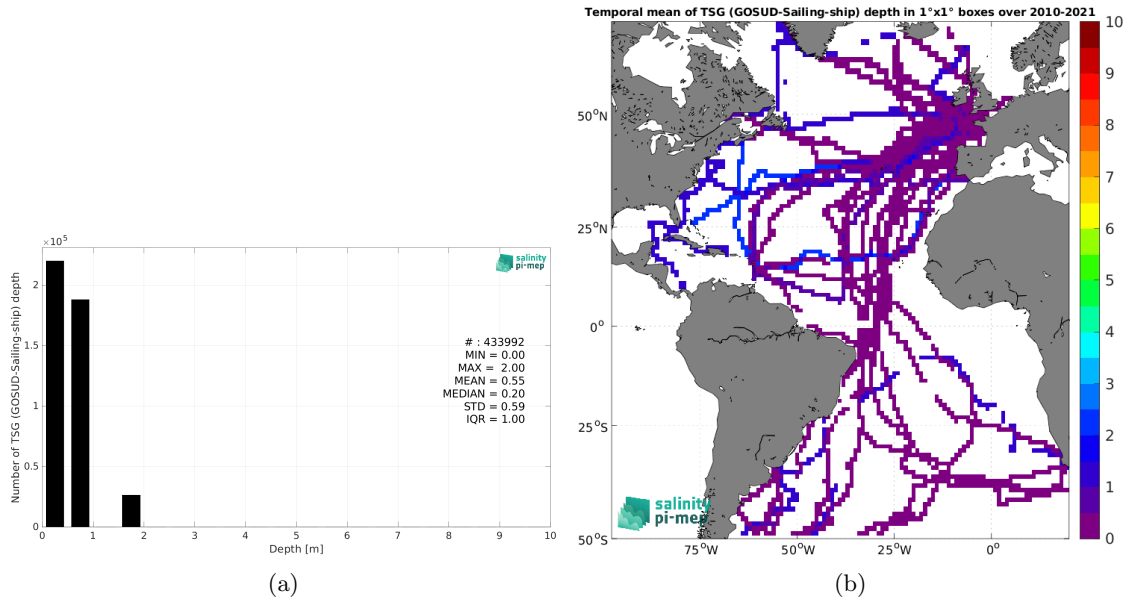 Temporal mean of TSG (GOSUD-Sailing-ship) depth in 1°x1° boxes over 2010-2021
Number of TSG (GOSUD-Sailing-ship) depth
×10⁵
2
1.5
1
0.5
0
salinity
pi-mep
# : 433992
MIN = 0.00
MAX = 2.00
MEAN = 0.55
MEDIAN = 0.20
STD = 0.59
IQR = 1.00
0 1 2 3 4 5 6 7 8 9 10
Depth [m]
(a)
50°N
25°N
0°
25°S
50°S
75°W 50°W 25°W 0°
salinity
pi-mep
10
9
8
7
6
5
4
3
2
1
0
(b)